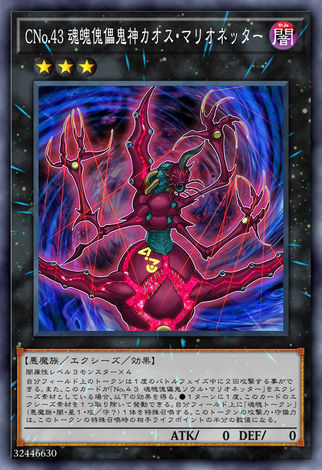 CNo.43 魂魄傀儡鬼神カオス・マリオネッター
やみ
闇
43
【悪魔族/エクシーズ/効果】
闇属性レベル3モンスター×4
自分フィールド上のトークンは1度のバトルフェイズ中に2回攻撃する事ができる。また、このカードが「No.43 魂魄傀儡鬼ソウル・マリオネッター」をエクシーズ素材としている場合、以下の効果を得る。●1ターンに1度、このカードのエクシーズ素材を1つ取り除いて発動できる。自分フィールド上に「魂魄トークン」(悪魔族・闇・星1・攻/守?)1体を特殊召喚する。このトークンの攻撃力・守備力は、このトークンの特殊召喚時の相手ライフポイントの半分の数値になる。
ATK/ 0 DEF/ 0
32446630